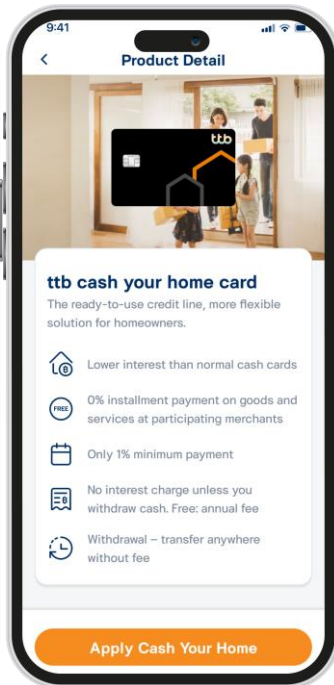 9:41
Product Detail
ttb
ttb cash your home card
The ready-to-use credit line, more flexible
solution for homeowners.
Lower interest than normal cash cards
FREE
0% installment payment on goods and
services at participating merchants
Only 1% minimum payment
No interest charge unless you
withdraw cash. Free: annual fee
Withdrawal – transfer anywhere
without fee
Apply Cash Your Home